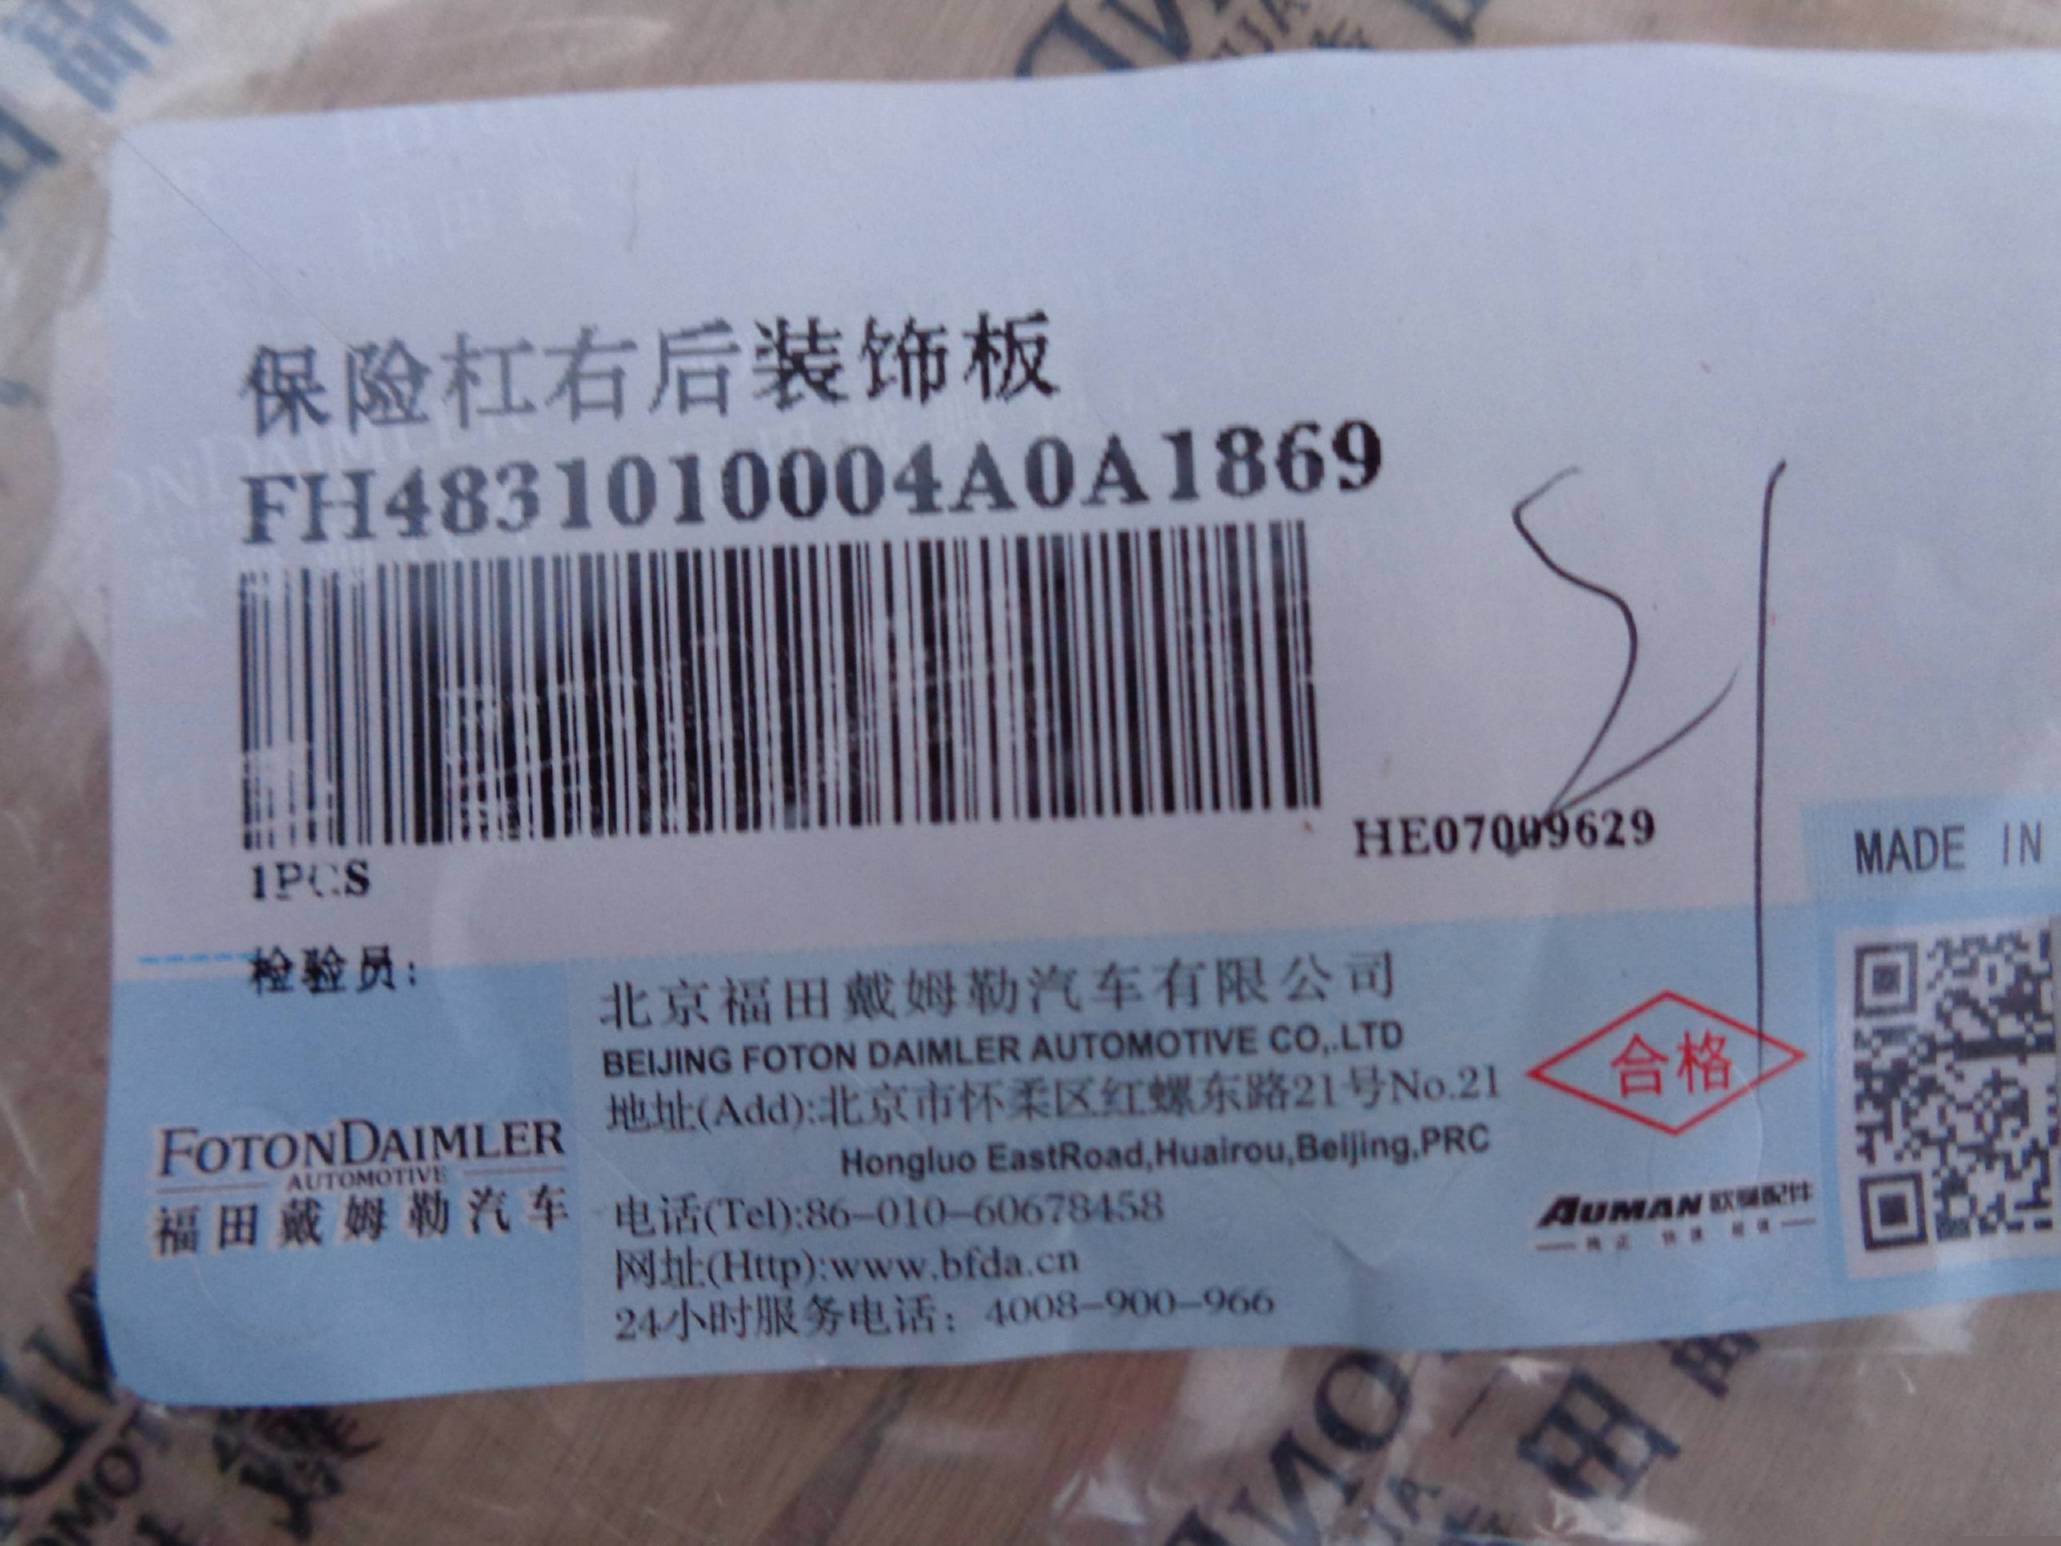 保险杠右后装饰板
FH4831010004A0A1869
HE07009629
1PCS
MADE IN
检验员:
北京福田戴姆勒汽车有限公司
BEIJING FOTON DAIMLER AUTOMOTIVE CO,.LTD
地址(Add):北京市怀柔区红螺东路21号No.21
Hongluo EastRoad,Huairou,Beijing,PRC
电话(Tel):86-010-60678458
网址(Http):www.bfda.cn
24小时服务电话：4008-900-966
FOTONDAIMLER
AUTOMOTIVE
福田戴姆勒汽车
合格
AUMAN 欧曼配件